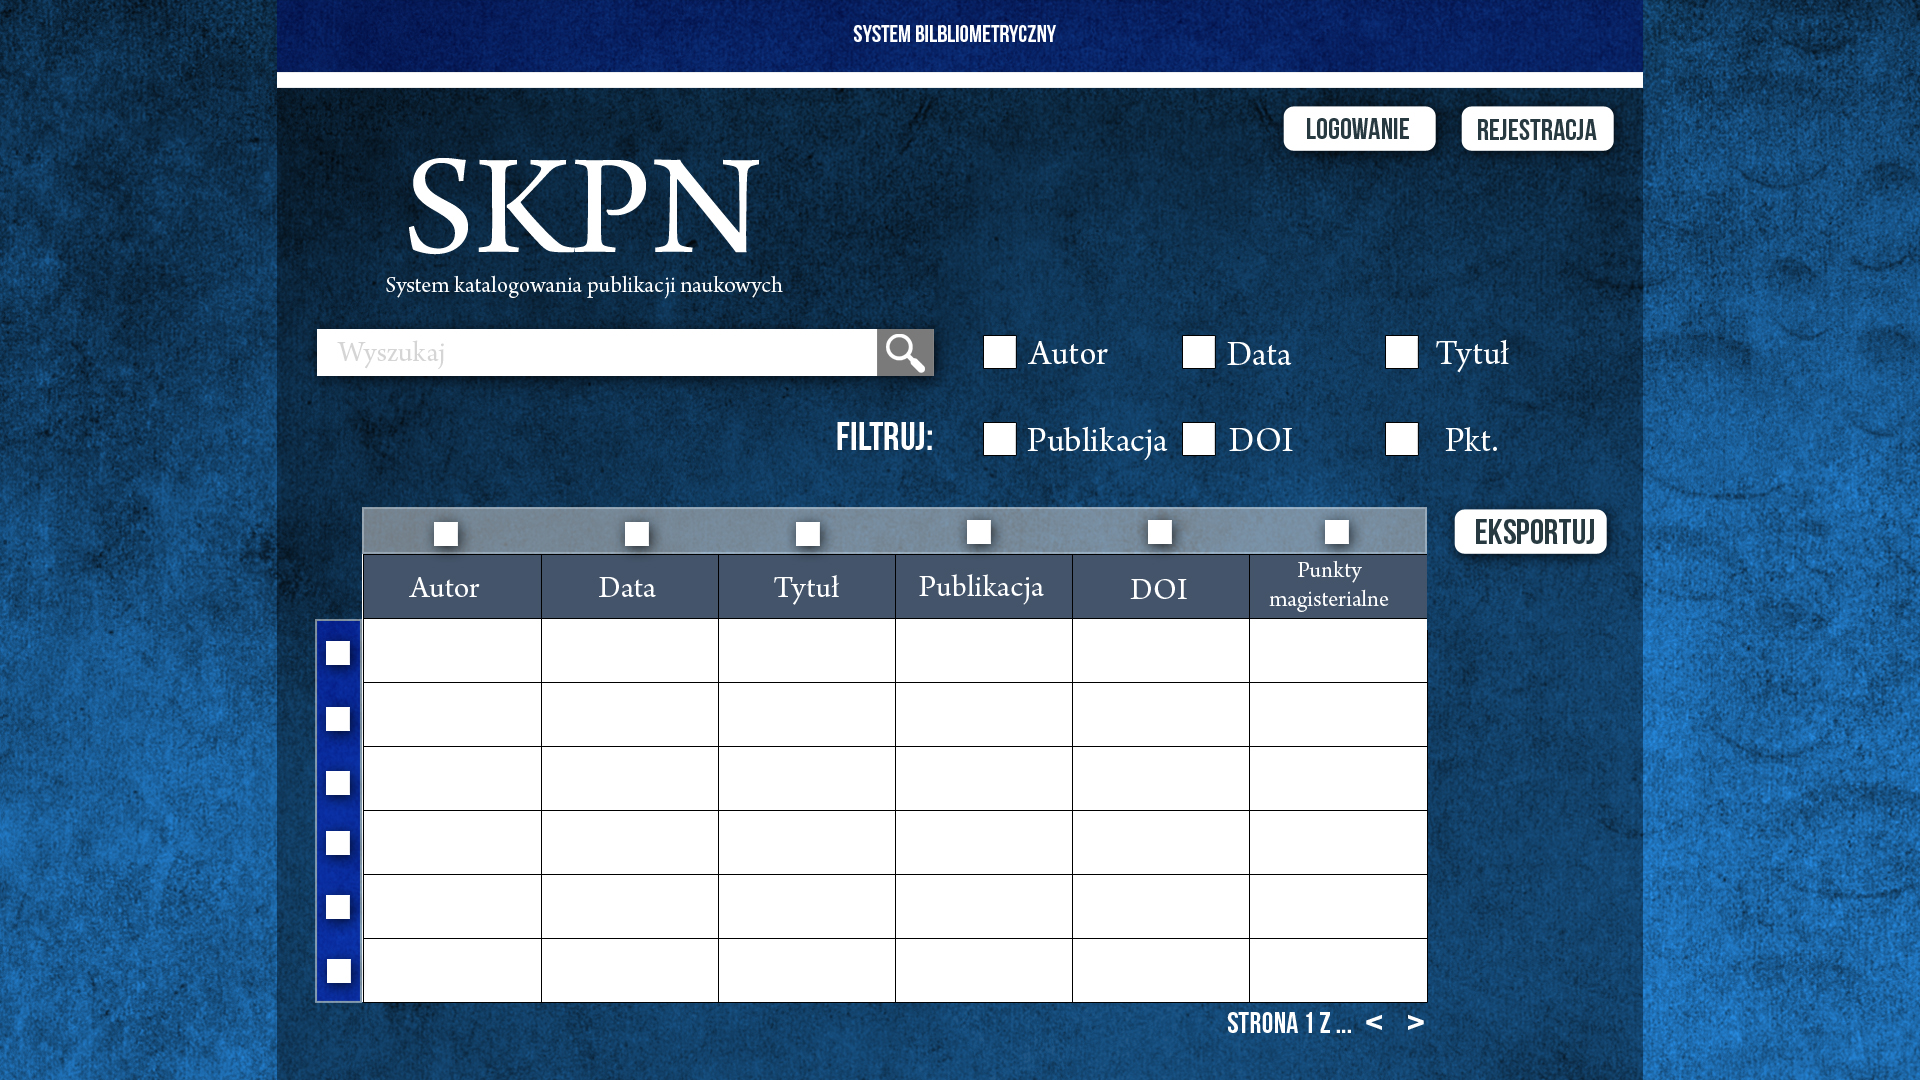 SYSTEM BILBLIOMETRYCZNY
LOGOWANIE
REJESTRACJA
SKPN
System katalogowania publikacji naukowych
Wyszukaj
Autor
Data
Tytuł
FILTRUJ:
Publikacja
DOI
Pkt.
EKSPORTUJ
Autor
Data
Tytuł
Publikacja
DOI
Punkty
magisterialne
STRONA 1 Z ... < >